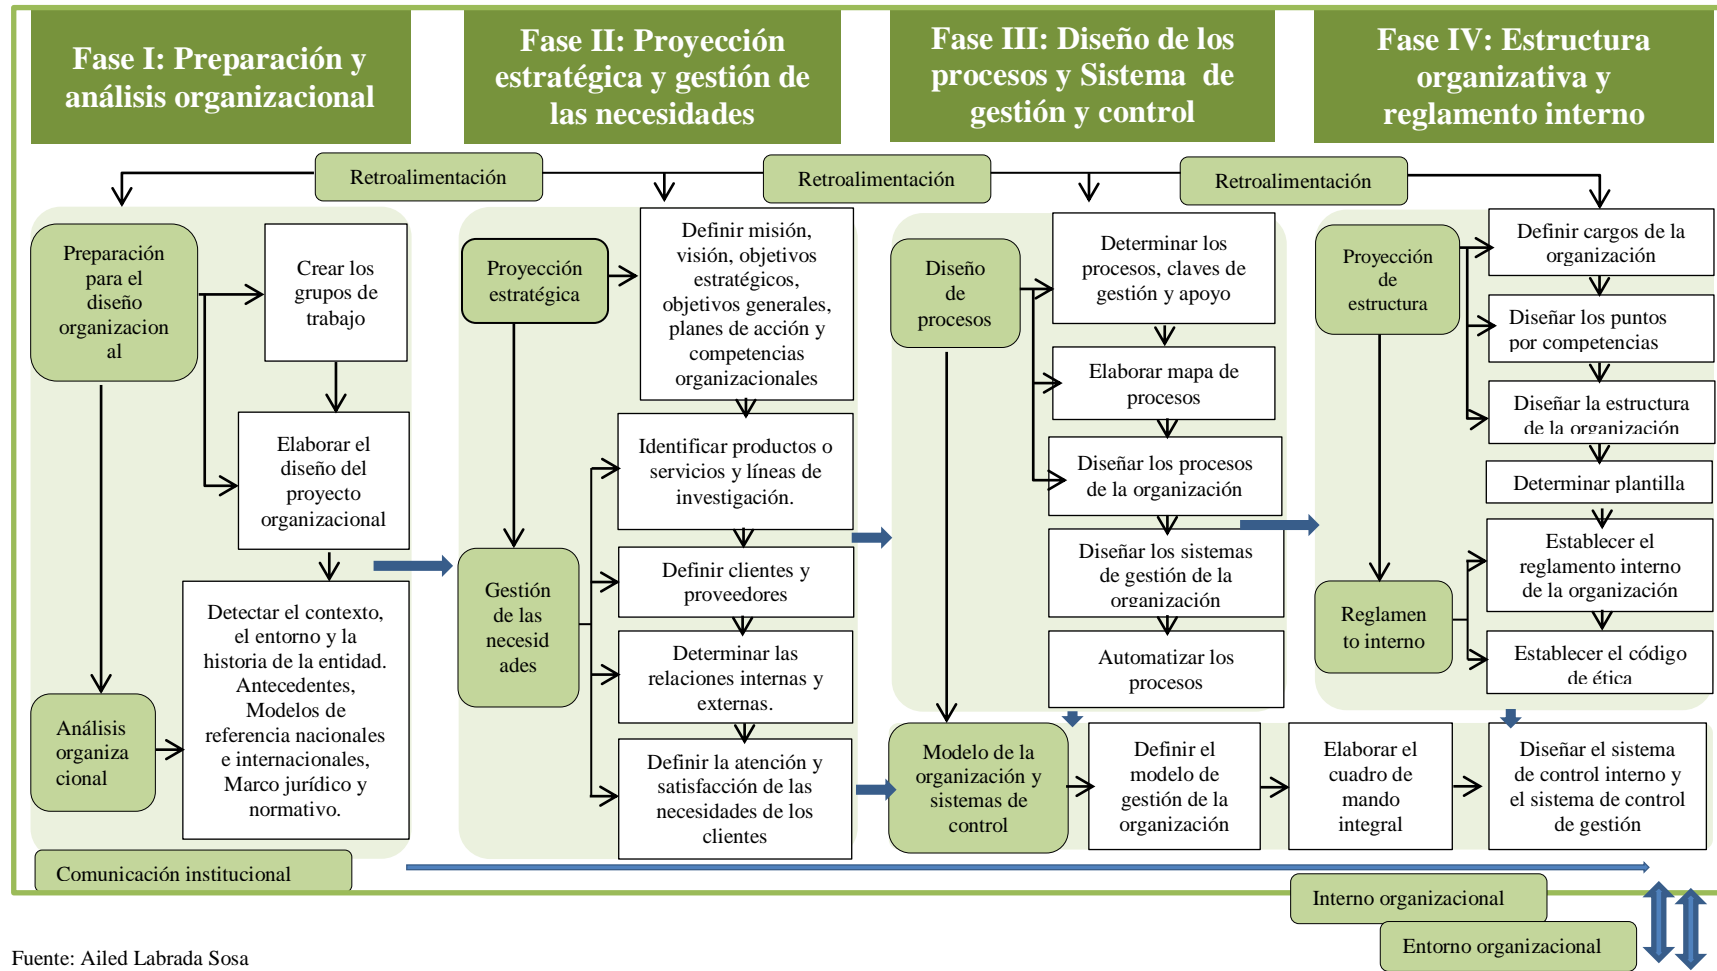 Fase I: Preparación y
análisis organizacional
Fase II: Proyección
estratégica y gestión de
las necesidades
Fase III: Diseño de los
procesos y Sistema de
gestión y control
Fase IV: Estructura
organizativa y
reglamento interno
Retroalimentación
Retroalimentación
Retroalimentación
Preparación
para el
diseño
organizacion
al
Crear los
grupos de
trabajo
Elaborar el
diseño del
proyecto
organizacional
Análisis
organiza
cional
Detectar el contexto,
el entorno y la
historia de la entidad.
Antecedentes,
Modelos de
referencia nacionales
e internacionales,
Marco jurídico y
normativo.
Proyección
estratégica
Definir misión,
visión, objetivos
estratégicos,
objetivos generales,
planes de acción y
competencias
organizacionales
Gestión
de las
necesid
ades
Identificar productos o
servicios y líneas de
investigación.
Definir clientes y
proveedores
Determinar las
relaciones internas y
externas.
Definir la atención y
satisfacción de las
necesidades de los
clientes
Diseño
de
procesos
Determinar los
procesos, claves de
gestión y apoyo
Elaborar mapa de
procesos
Diseñar los procesos
de la organización
Diseñar los sistemas
de gestión de la
organización
Automatizar los
procesos
Modelo de la
organización y
sistemas de
control
Definir el
modelo de
gestión de la
organización
Elaborar el
cuadro de
mando
integral
Diseñar el sistema
de control interno y
el sistema de control
de gestión
Proyección
de
estructura
Definir cargos de la
organización
Diseñar los puntos
por competencias
Diseñar la estructura
de la organización
Determinar plantilla
Reglamen
to interno
Establecer el
reglamento interno
de la organización
Establecer el código
de ética
Comunicación institucional
Interno organizacional
Entorno organizacional
Fuente: Ailed Labrada Sosa